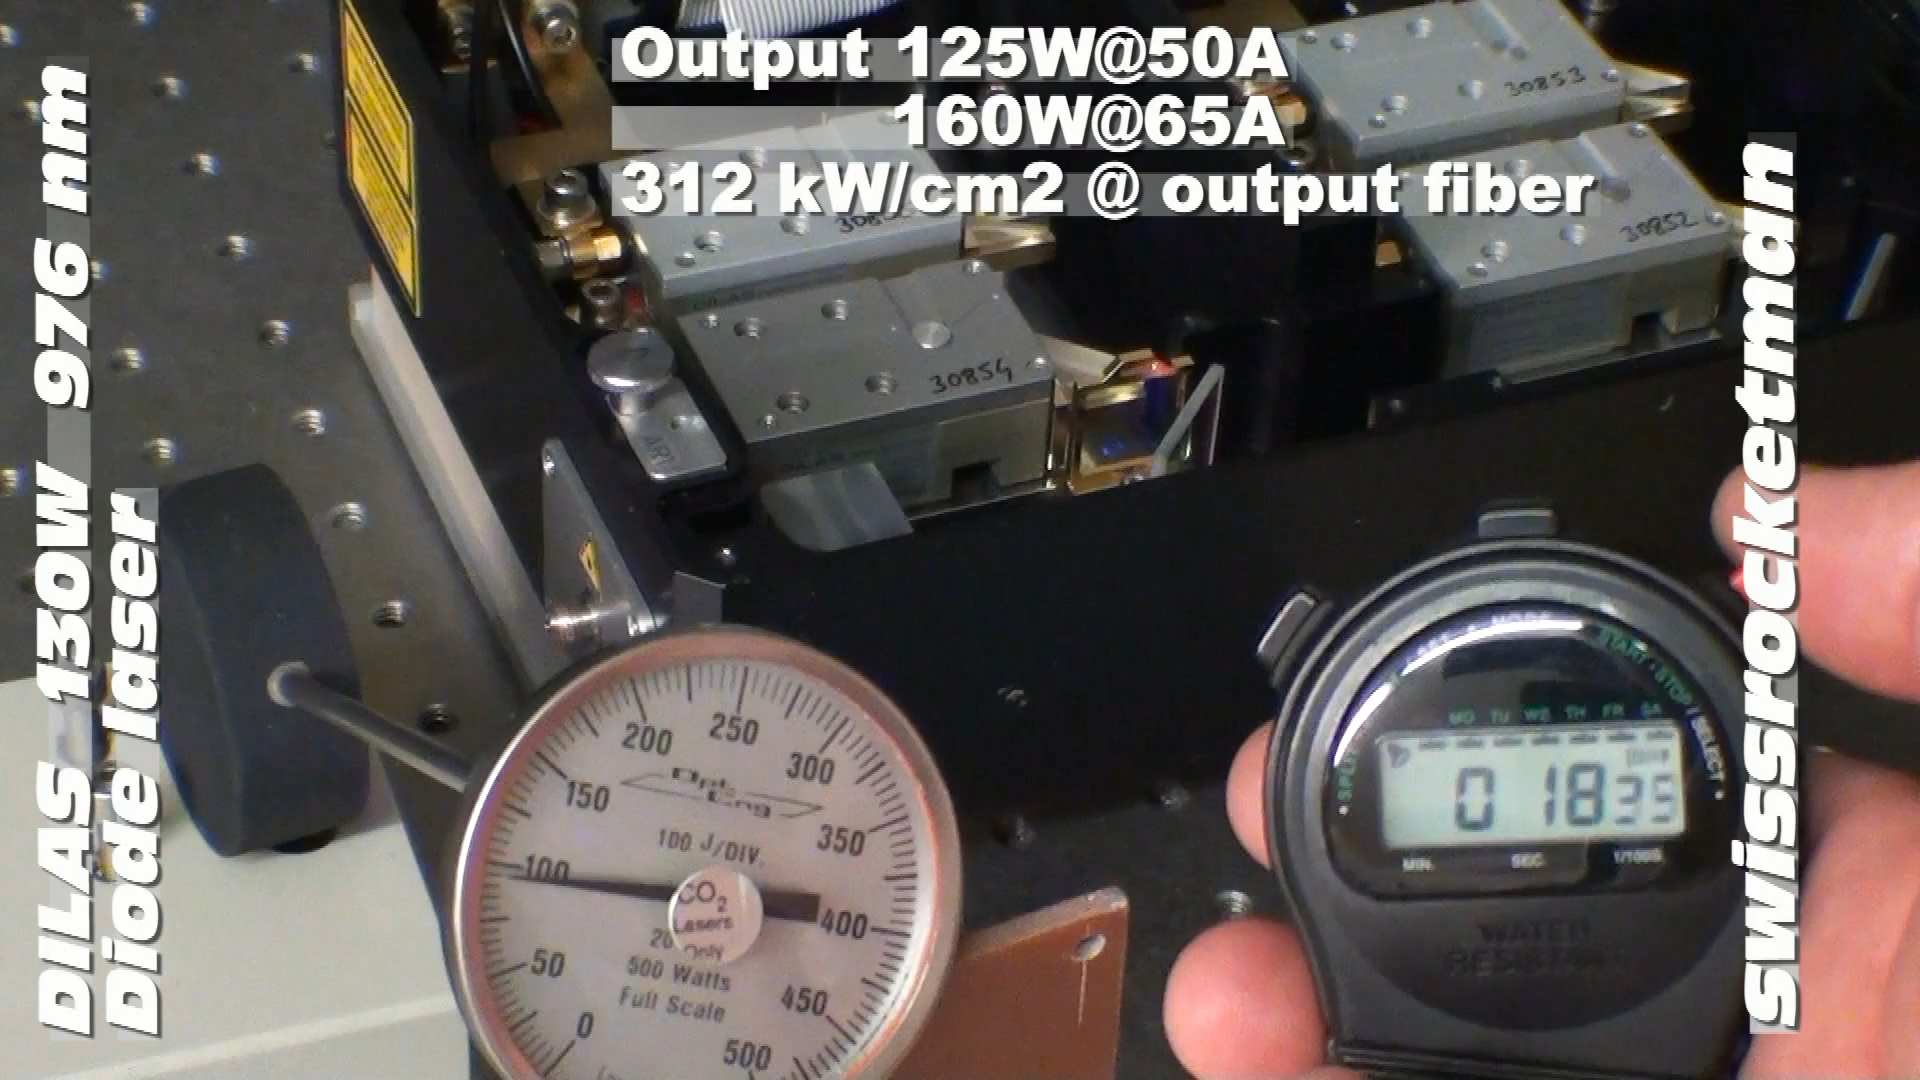 Output 125W@50A
160W@65A
312 kW/cm2 @ output fiber
DILAS 130W 976 nm
Diode laser
swissrocketman
30853
30852
30854
ART
200
250
300
150
350
100 J/DIV.
100
CO2
Lasers
Only
400
50
500 Watts
Full Scale
450
0
500
START · STOP / SELECT
MO TU WE TH FR SA
0 18 35
MIN. SEC. 1/100S
WATER